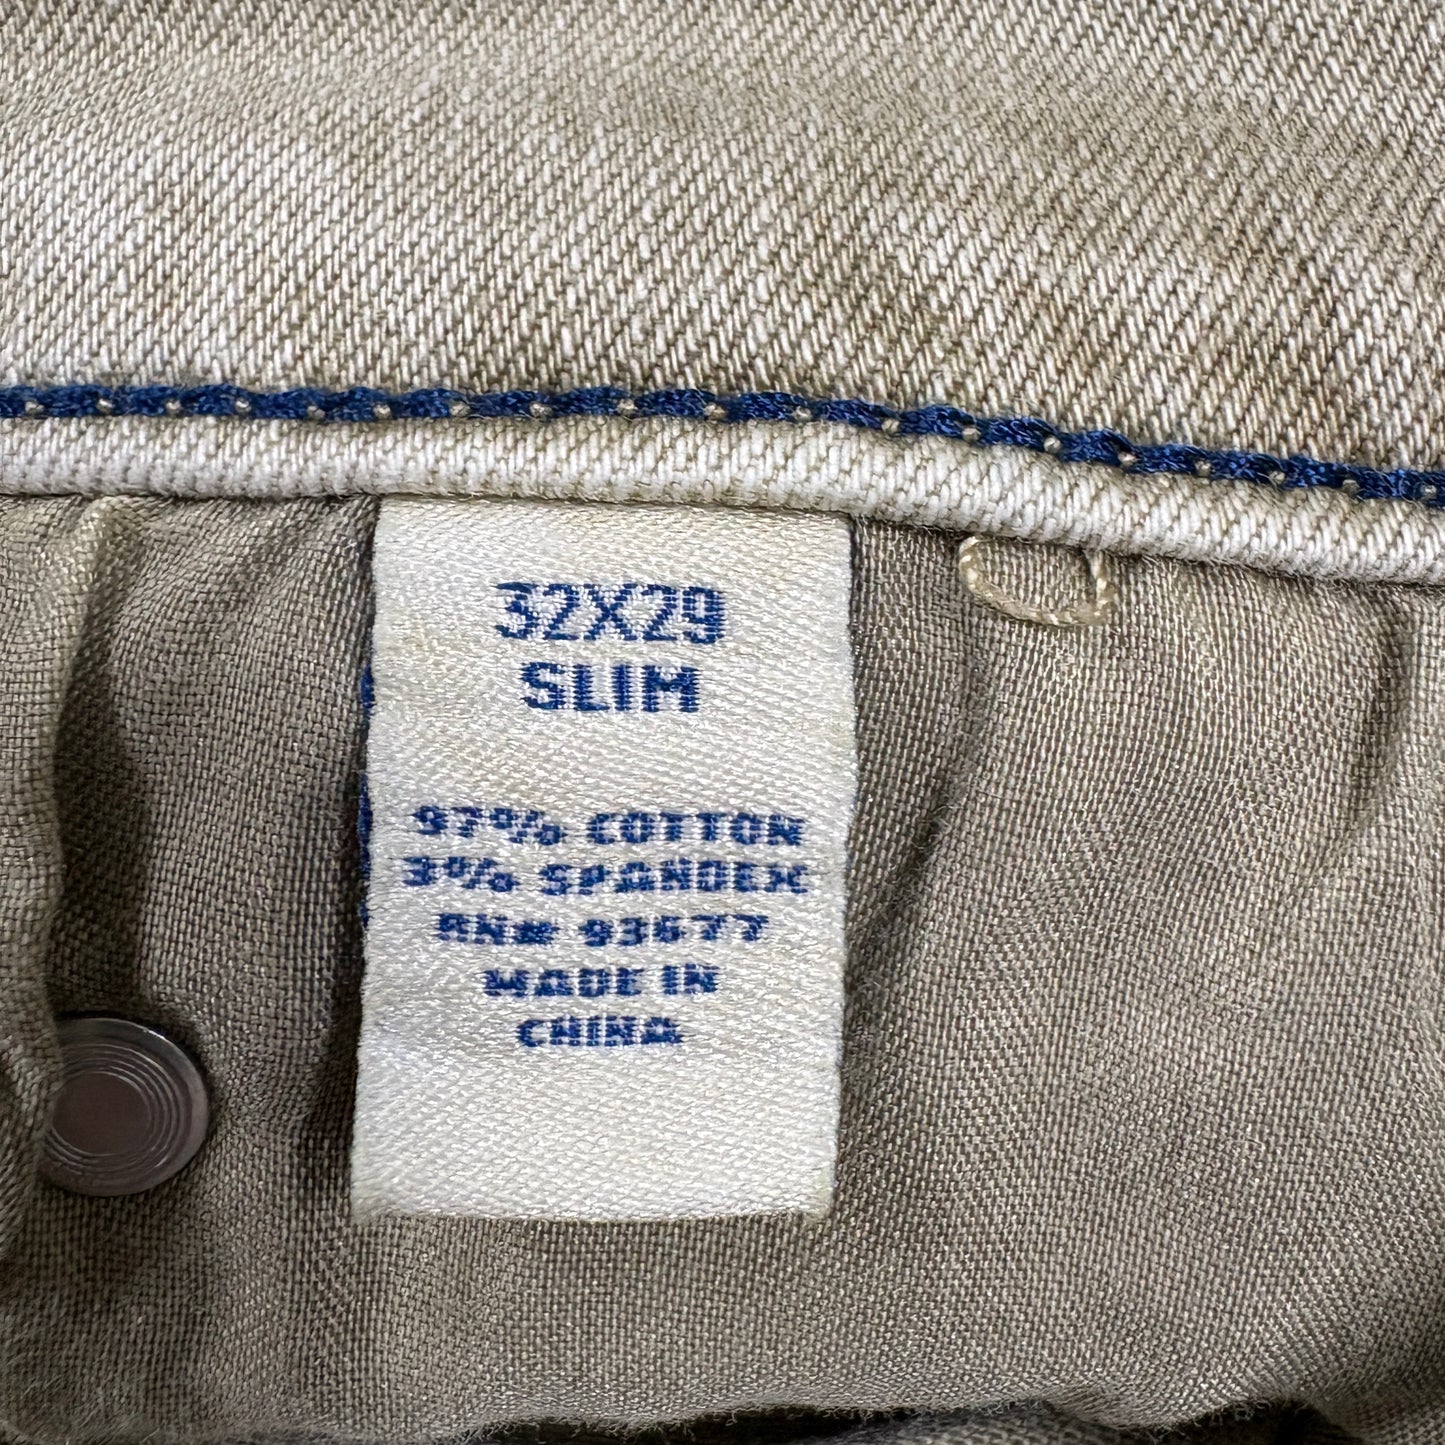 32X29
SLIM
97% COTTON
3% SPANDEX
RN# 93677
MADE IN
CHINA